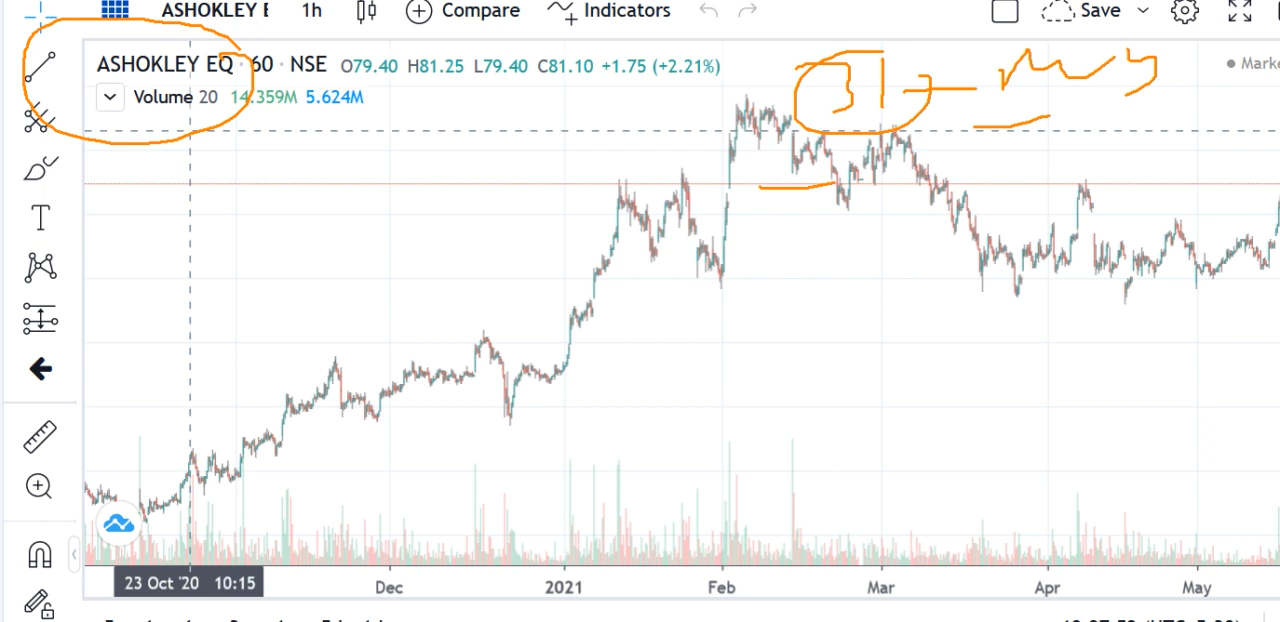 ASHOKLEY E 1h Compare Indicators Save
ASHOKLEY EQ · 60 · NSE O79.40 H81.25 L79.40 C81.10 +1.75 (+2.21%) Marke
Volume 20 14.359M 5.624M
31
T
23 Oct '20 10:15 Dec 2021 Feb Mar Apr May